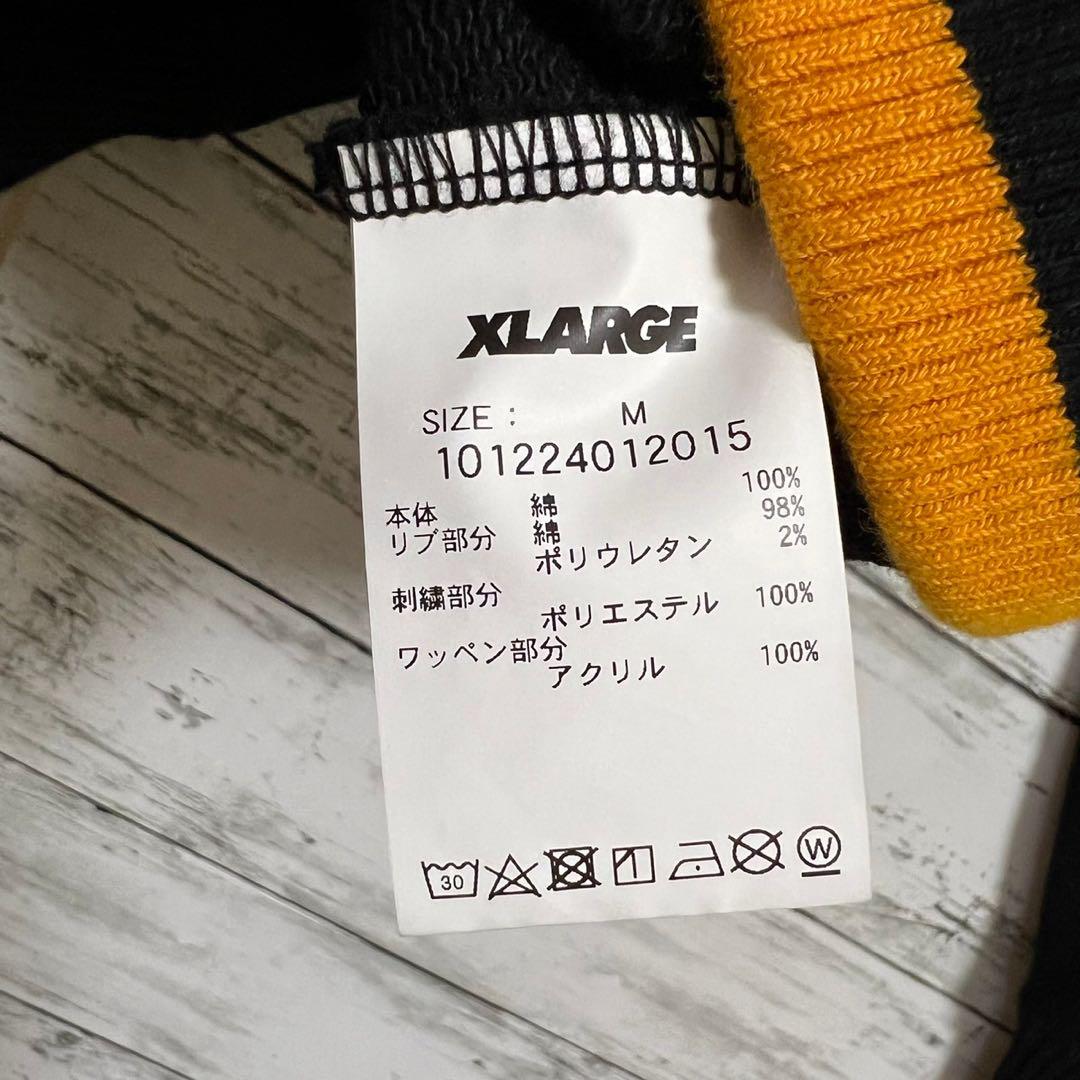 XLARGE
SIZE : M
101224012015
本体 綿 100%
リブ部分 綿 98%
ポリウレタン 2%
刺繍部分
ポリエステル 100%
ワッペン部分
アクリル 100%
30
W